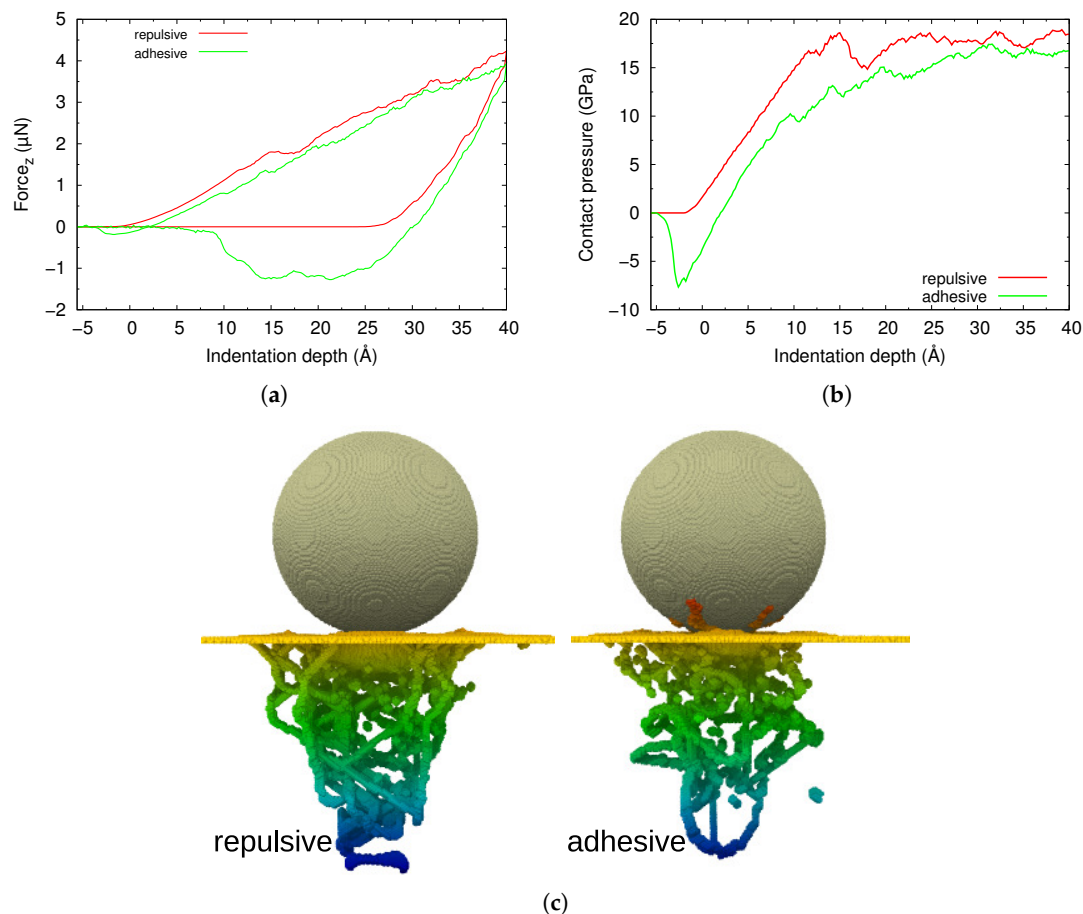 repulsive
adhesive
5
4
3
2
1
0
−1
−2
Force_z (µN)
−5 0 5 10 15 20 25 30 35 40
Indentation depth (Å)
(a)
20
15
10
5
0
−5
−10
Contact pressure (GPa)
repulsive
adhesive
−5 0 5 10 15 20 25 30 35 40
Indentation depth (Å)
(b)
repulsive
adhesive
(c)